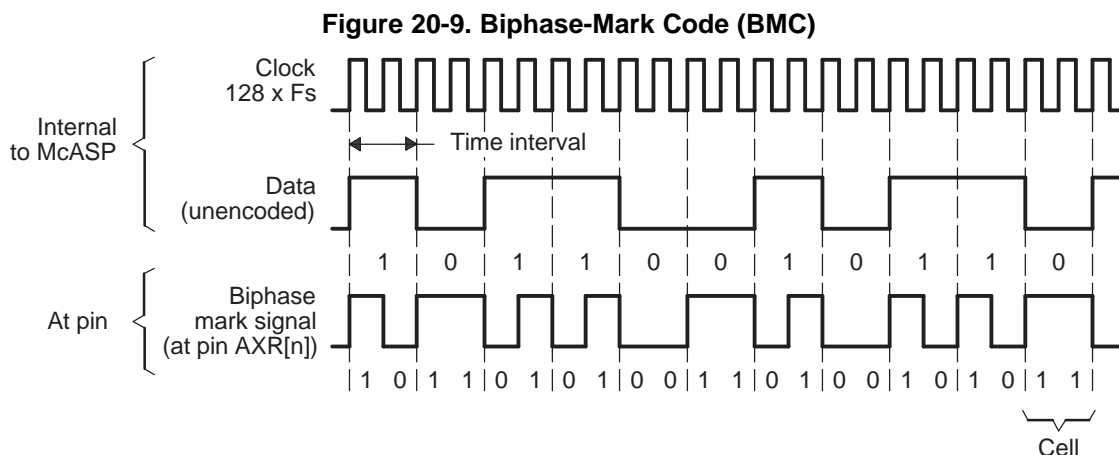 Figure 20-9. Biphase-Mark Code (BMC)
Clock
128 x Fs
Internal
to McASP
Time interval
Data
(unencoded)
1 0 1 1 0 0 1 0 1 1 0
At pin
Biphase
mark signal
(at pin AXR[n])
1 0 1 1 0 1 0 1 0 0 1 1 0 1 0 0 1 0 1 0 1 1
Cell